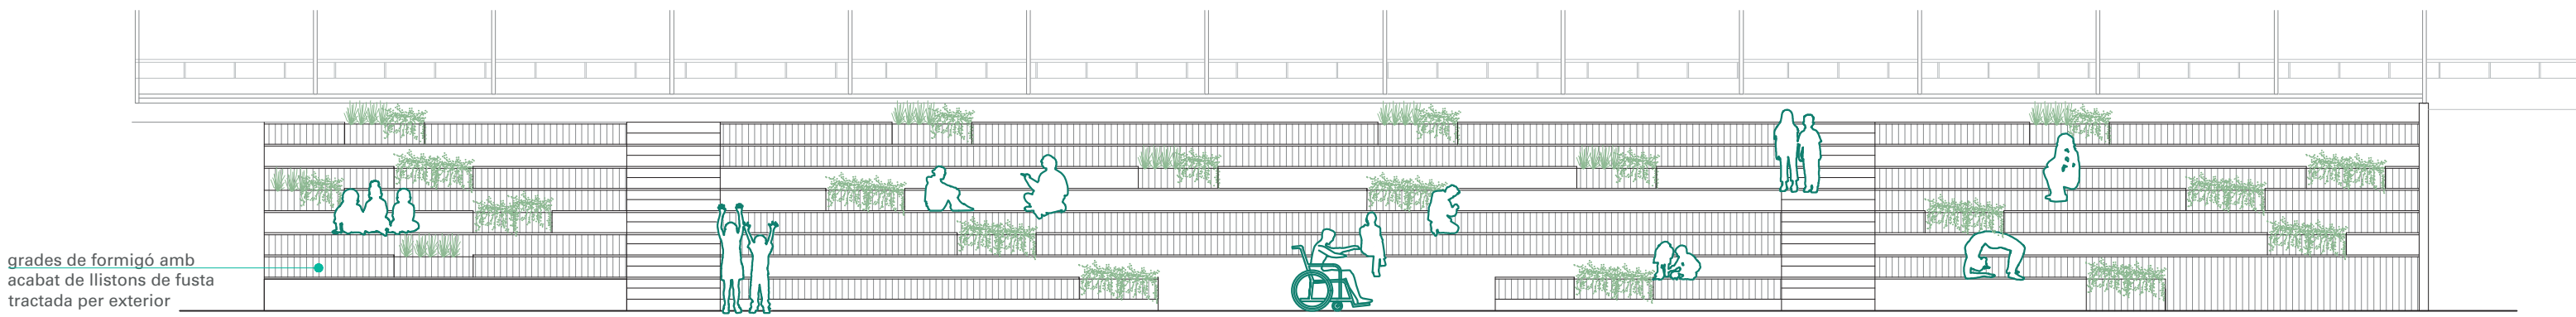 grades de formigó amb
acabat de llistons de fusta
tractada per exterior